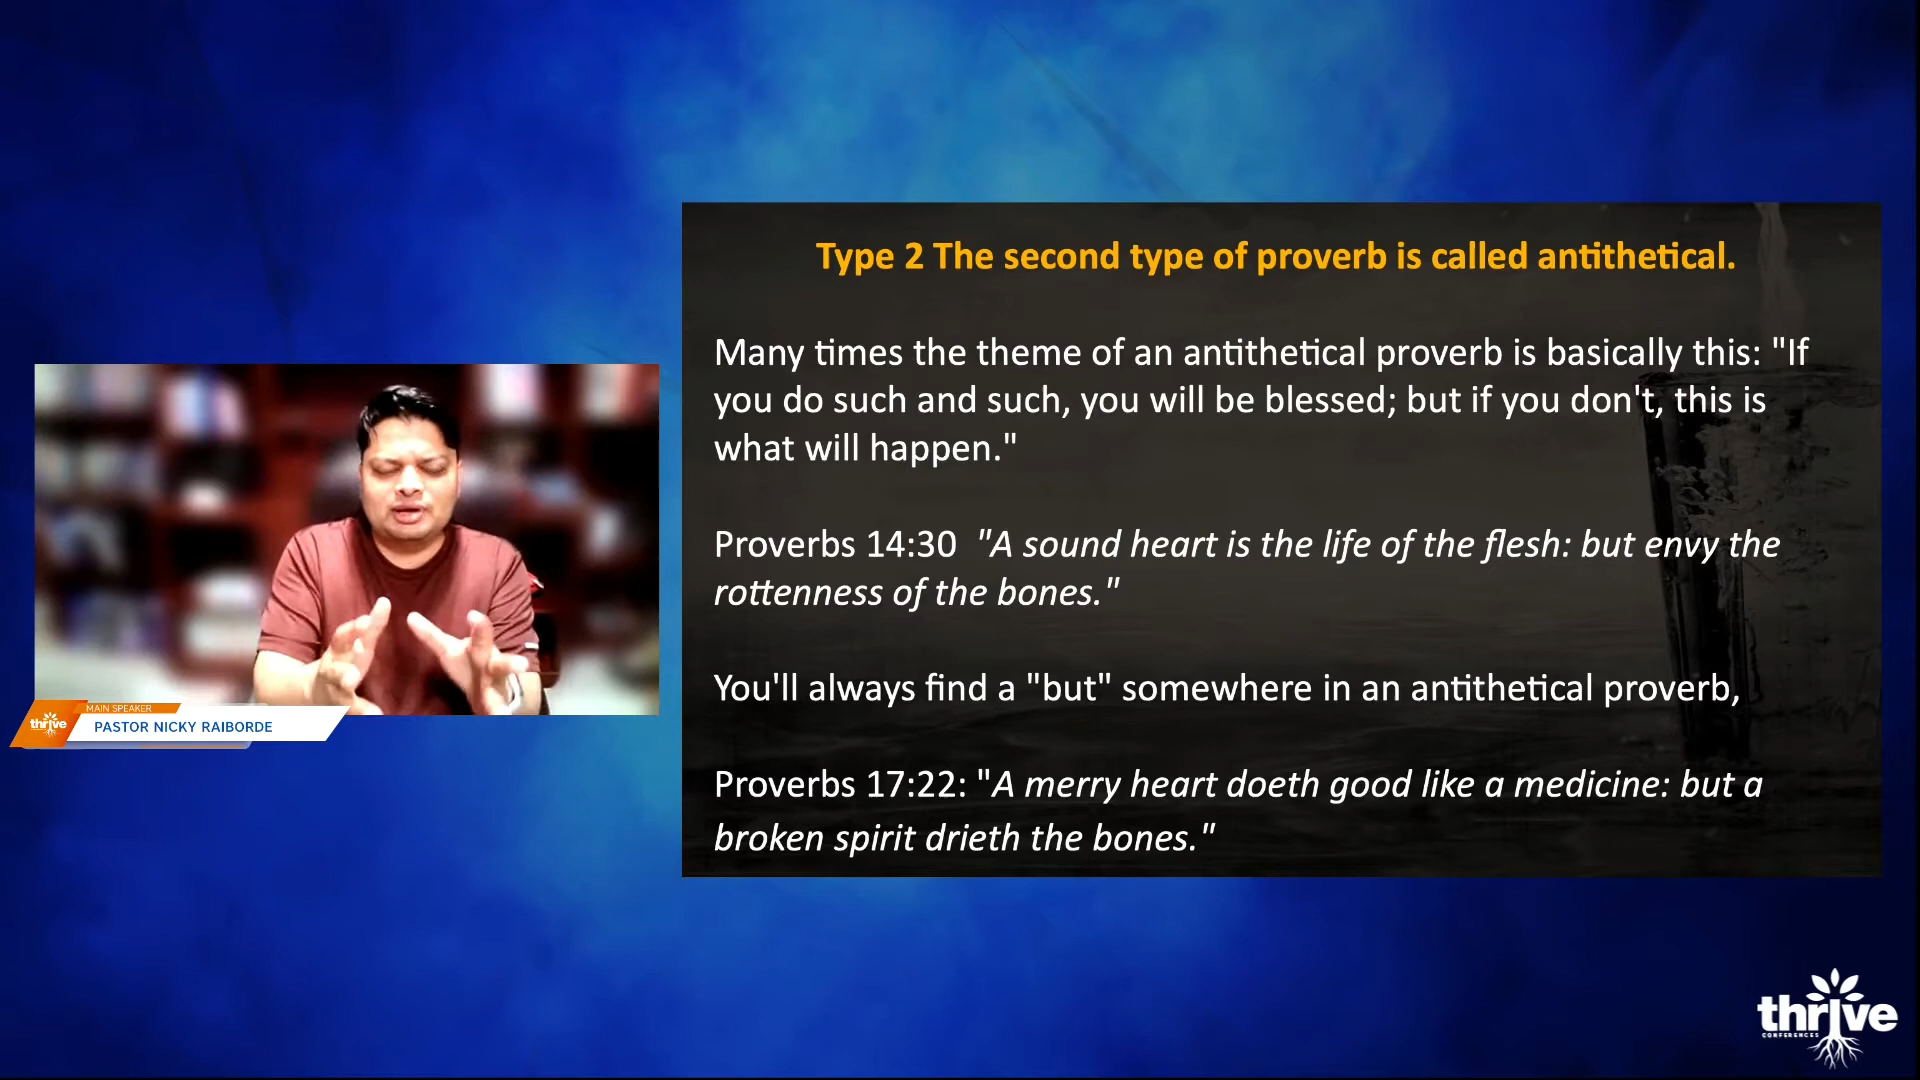 Type 2 The second type of proverb is called antithetical.
Many times the theme of an antithetical proverb is basically this: "If
you do such and such, you will be blessed; but if you don't, this is
what will happen."
Proverbs 14:30  "A sound heart is the life of the flesh: but envy the
rottenness of the bones."
You'll always find a "but" somewhere in an antithetical proverb,
Proverbs 17:22: "A merry heart doeth good like a medicine: but a
broken spirit drieth the bones."
MAIN SPEAKER
thrive
PASTOR NICKY RAIBORDE
thrive
CONFERENCES